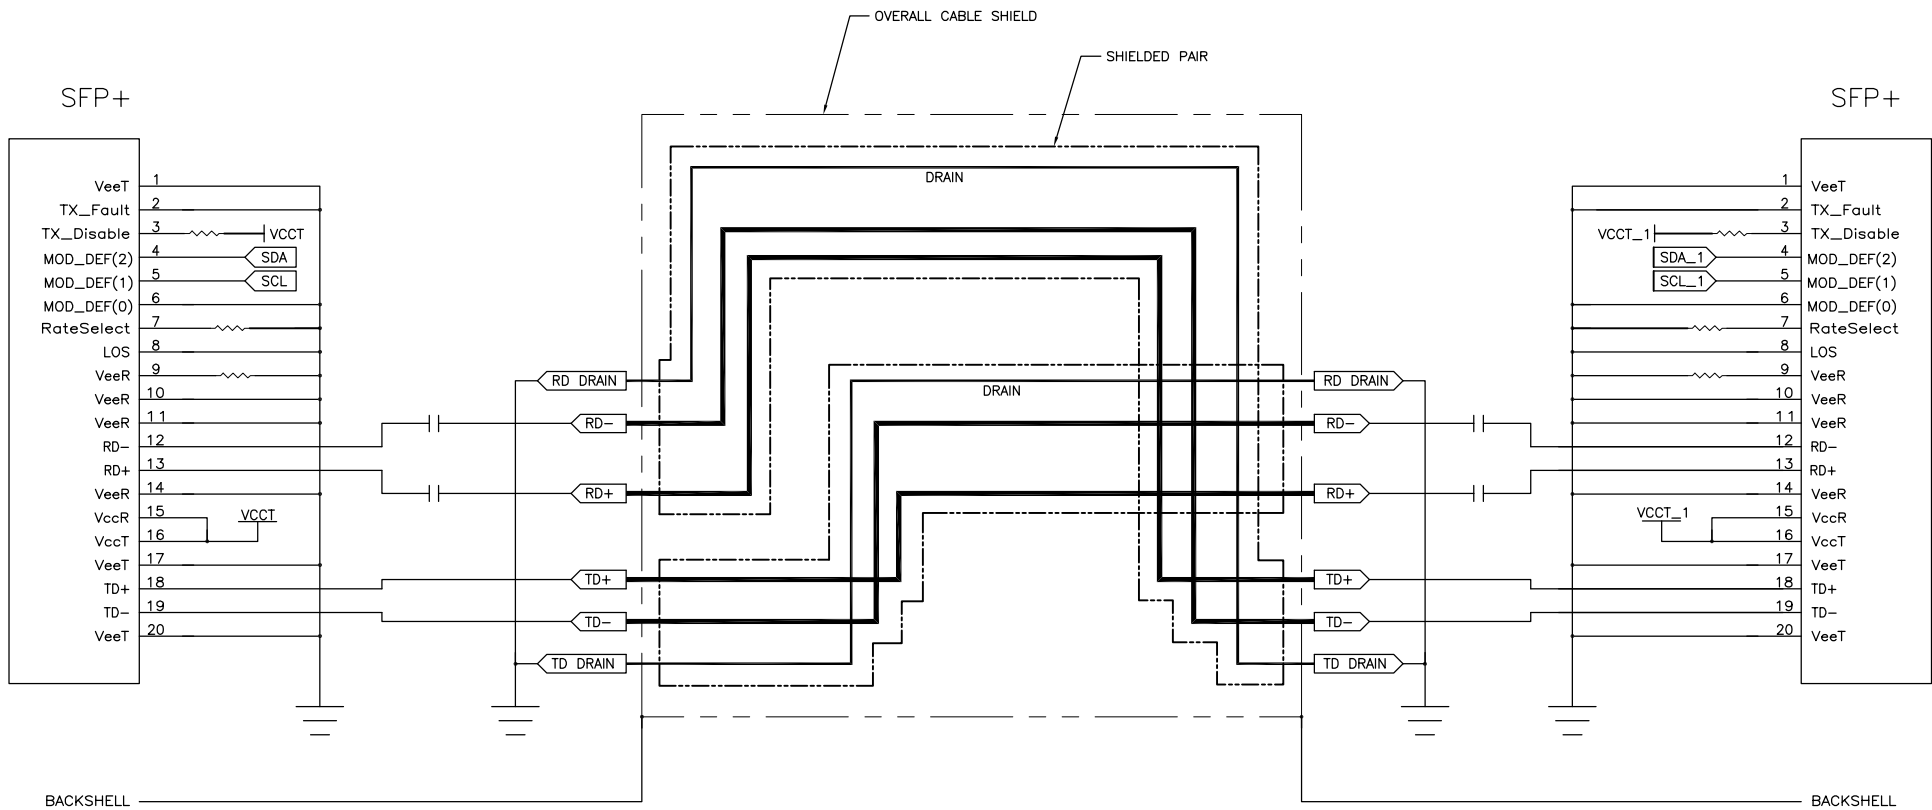 OVERALL CABLE SHIELD
SHIELDED PAIR
SFP+
SFP+
DRAIN
VeeT 1
TX_Fault 2
TX_Disable 3 VCCT
MOD_DEF(2) 4 SDA
MOD_DEF(1) 5 SCL
MOD_DEF(0) 6
RateSelect 7
LOS 8
VeeR 9
VeeR 10
VeeR 11
RD- 12
RD+ 13
VeeR 14
VccR 15 VCCT
VccT 16
VeeT 17
TD+ 18
TD- 19
VeeT 20
RD DRAIN
RD-
RD+
TD+
TD-
TD DRAIN
DRAIN
RD DRAIN
RD-
RD+
TD+
TD-
TD DRAIN
1 VeeT
2 TX_Fault
VCCT_1 3 TX_Disable
SDA_1 4 MOD_DEF(2)
SCL_1 5 MOD_DEF(1)
6 MOD_DEF(0)
7 RateSelect
8 LOS
9 VeeR
10 VeeR
11 VeeR
12 RD-
13 RD+
14 VeeR
VCCT_1 15 VccR
16 VccT
17 VeeT
18 TD+
19 TD-
20 VeeT
BACKSHELL
BACKSHELL